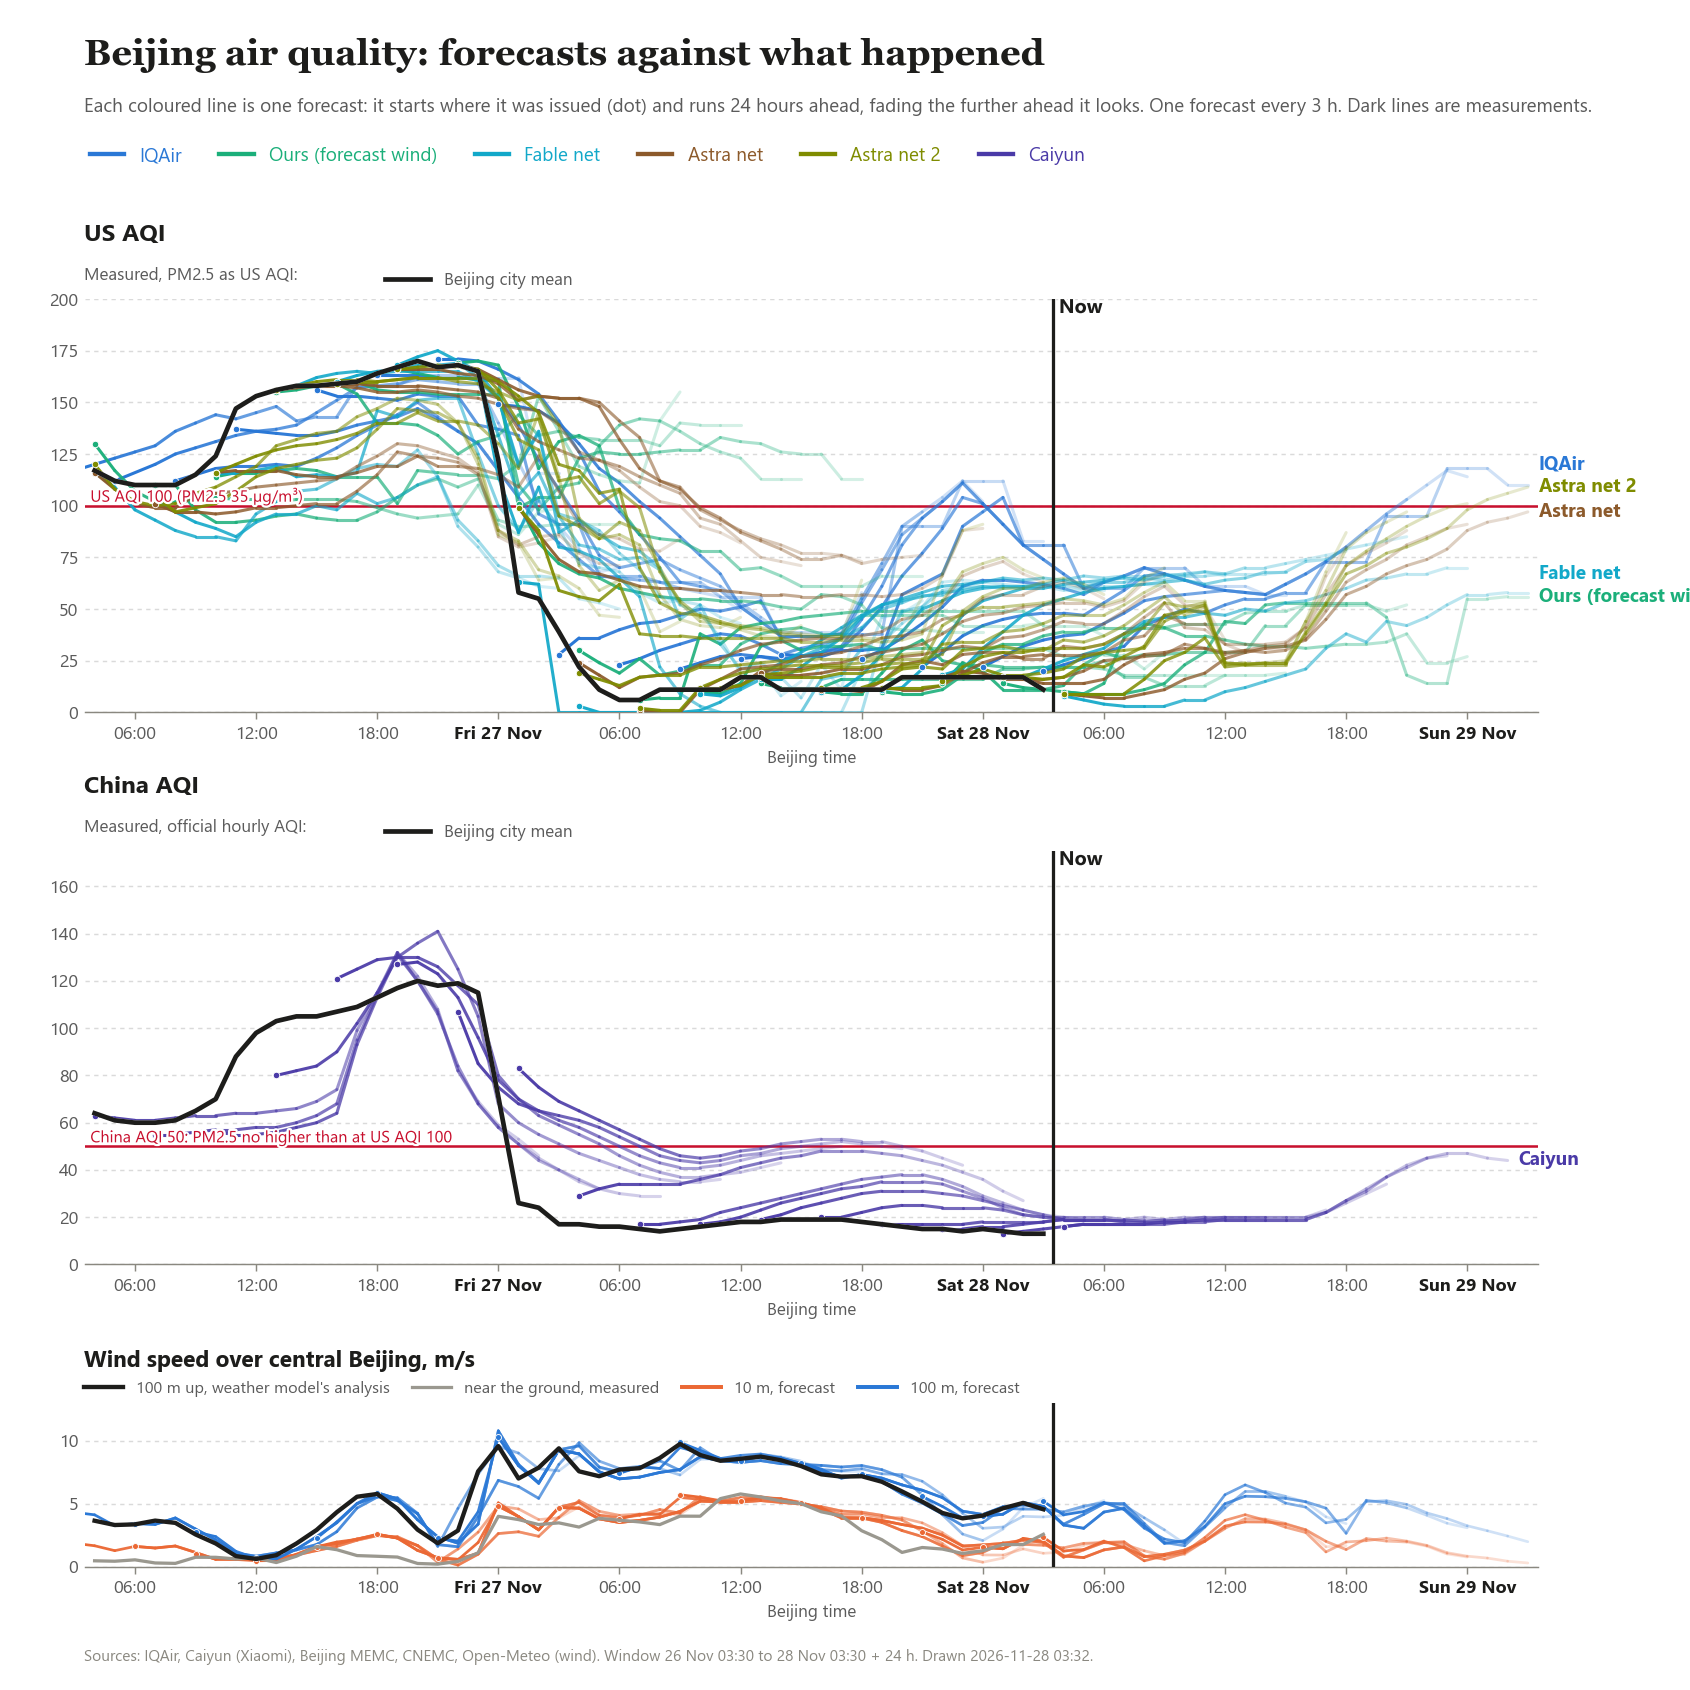 Beijing air quality: forecasts against what happened
Each coloured line is one forecast: it starts where it was issued (dot) and runs 24 hours ahead, fading the further ahead it looks. One forecast every 3 h. Dark lines are measurements.
IQAir Ours (forecast wind) Fable net Astra net Astra net 2 Caiyun
US AQI
Measured, PM2.5 as US AQI: Beijing city mean
200
Now
175
150
125
IQAir
Astra net 2
US AQI 100 (PM2.5 35 µg/m³)
100
Astra net
75
Fable net
Ours (forecast wi
50
25
0
06:00 12:00 18:00 Fri 27 Nov 06:00 12:00 18:00 Sat 28 Nov 06:00 12:00 18:00 Sun 29 Nov
Beijing time
China AQI
Measured, official hourly AQI: Beijing city mean
Now
160
140
120
100
80
60
China AQI 50: PM2.5 no higher than at US AQI 100
Caiyun
40
20
0
06:00 12:00 18:00 Fri 27 Nov 06:00 12:00 18:00 Sat 28 Nov 06:00 12:00 18:00 Sun 29 Nov
Beijing time
Wind speed over central Beijing, m/s
100 m up, weather model's analysis near the ground, measured 10 m, forecast 100 m, forecast
10
5
0
06:00 12:00 18:00 Fri 27 Nov 06:00 12:00 18:00 Sat 28 Nov 06:00 12:00 18:00 Sun 29 Nov
Beijing time
Sources: IQAir, Caiyun (Xiaomi), Beijing MEMC, CNEMC, Open-Meteo (wind). Window 26 Nov 03:30 to 28 Nov 03:30 + 24 h. Drawn 2026-11-28 03:32.